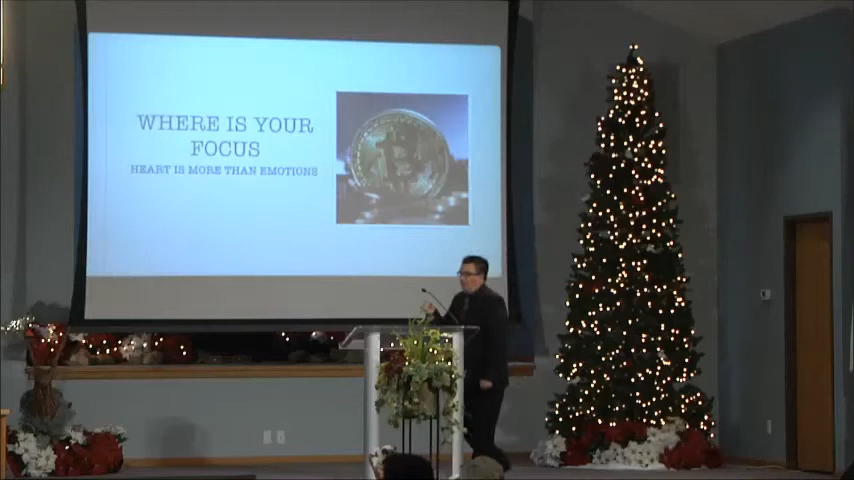 WHERE IS YOUR
FOCUS
HEART IS MORE THAN EMOTIONS